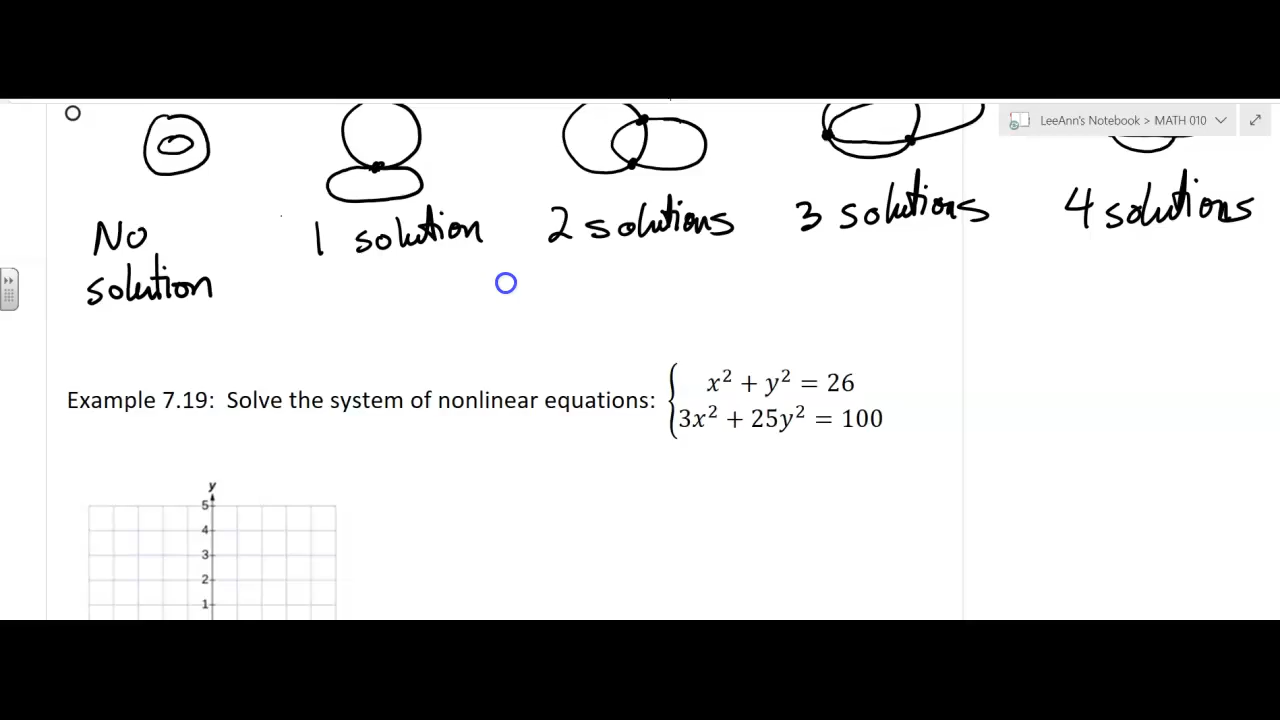 LeeAnn's Notebook > MATH 010
No solution
1 solution
2 solutions
3 solutions
4 solutions
Example 7.19: Solve the system of nonlinear equations: { x² + y² = 26
3x² + 25y² = 100
y
5
4
3
2
1